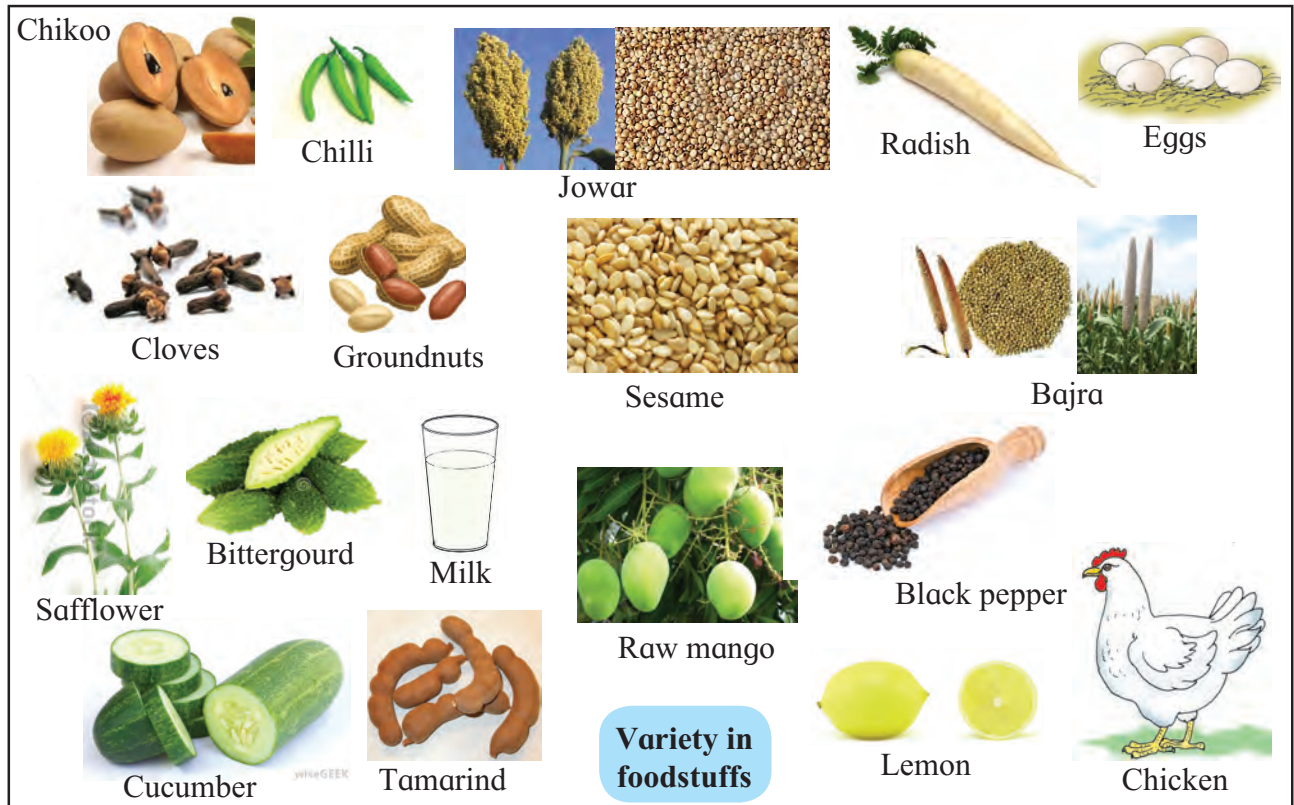 Chikoo
Chilli
Jowar
Radish
Eggs
Cloves
Groundnuts
Sesame
Bajra
Safflower
Bittergourd
Milk
Raw mango
Black pepper
Cucumber
wiseGEEK
Tamarind
Variety in
foodstuffs
Lemon
Chicken